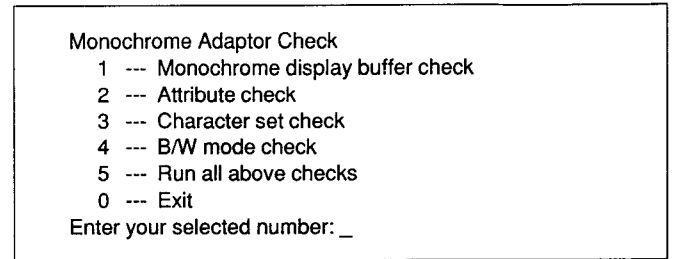 Monochrome Adaptor Check
1 --- Monochrome display buffer check
2 --- Attribute check
3 --- Character set check
4 --- B/W mode check
5 --- Run all above checks
0 --- Exit
Enter your selected number: _